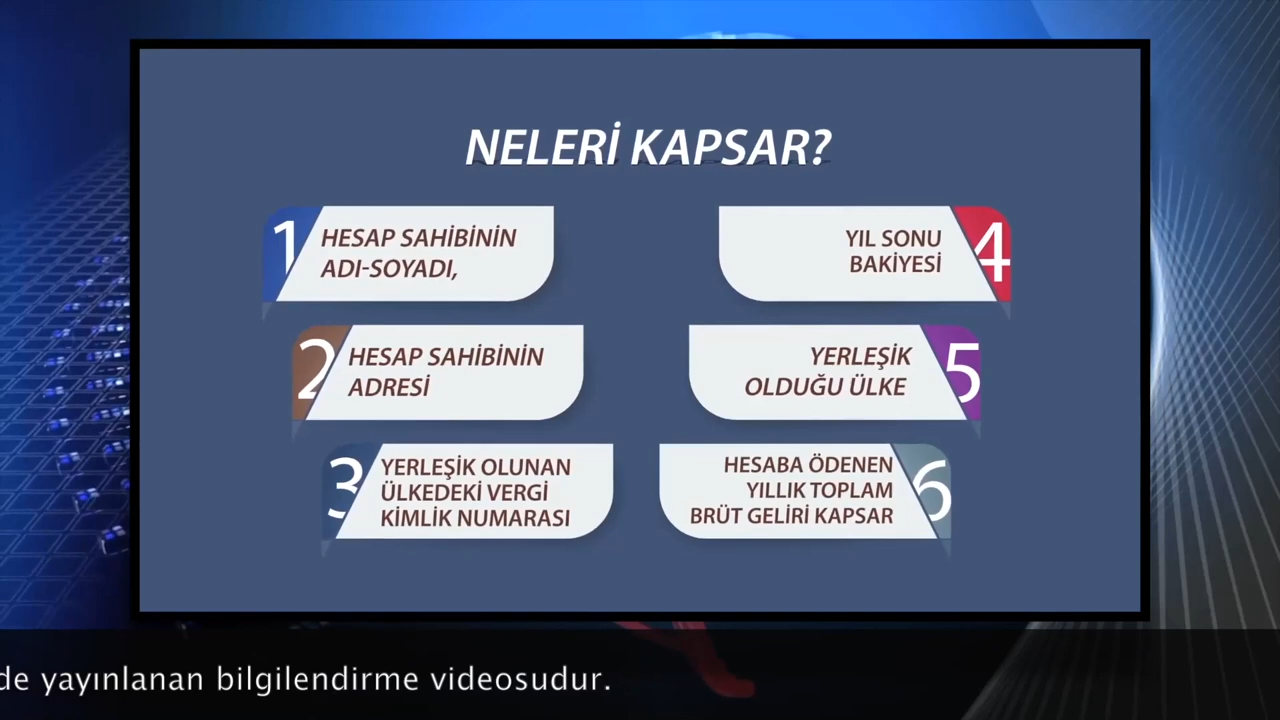 NELERİ KAPSAR?
1
HESAP SAHİBİNİN
ADI-SOYADI,
2
HESAP SAHİBİNİN
ADRESİ
3
YERLEŞİK OLUNAN
ÜLKEDEKİ VERGİ
KİMLİK NUMARASI
4
YIL SONU
BAKİYESİ
5
YERLEŞİK
OLDUĞU ÜLKE
6
HESABA ÖDENEN
YILLIK TOPLAM
BRÜT GELİRİ KAPSAR
de yayınlanan bilgilendirme videosudur.